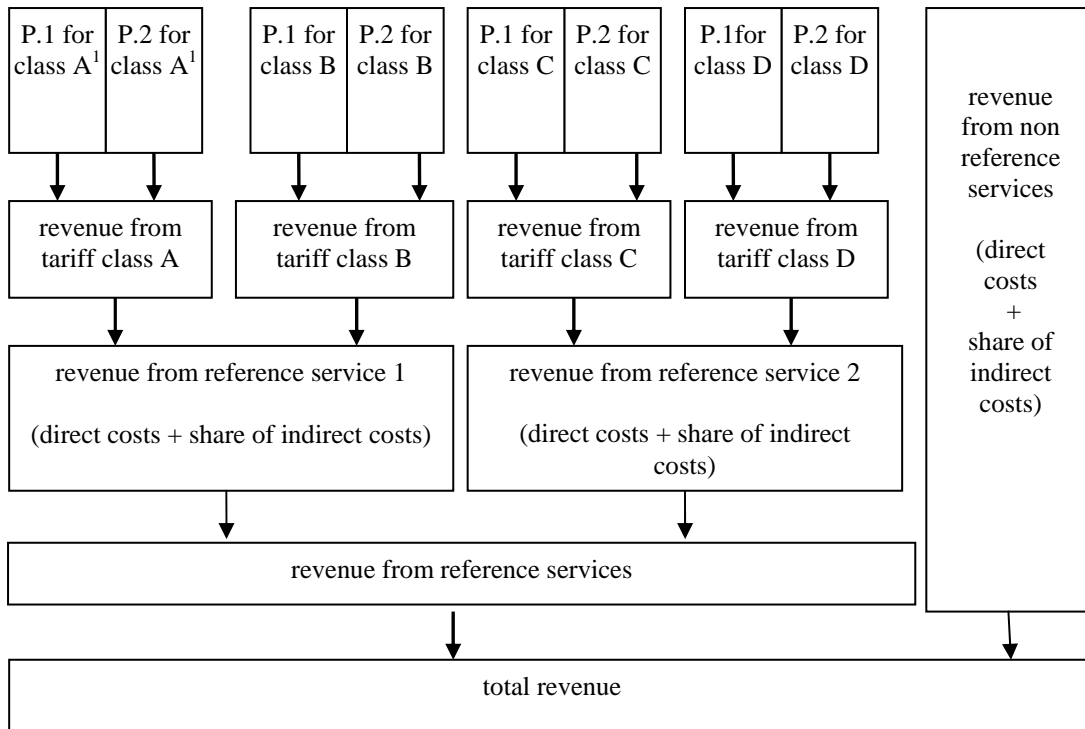 P.1 for
class A¹
P.2 for
class A¹
P.1 for
class B
P.2 for
class B
P.1 for
class C
P.2 for
class C
P.1for
class D
P.2 for
class D
revenue
from non
reference
services
(direct
costs
+
share of
indirect
costs)
revenue from
tariff class A
revenue from
tariff class B
revenue from
tariff class C
revenue from
tariff class D
revenue from reference service 1
(direct costs + share of indirect costs)
revenue from reference service 2
(direct costs + share of indirect
costs)
revenue from reference services
total revenue